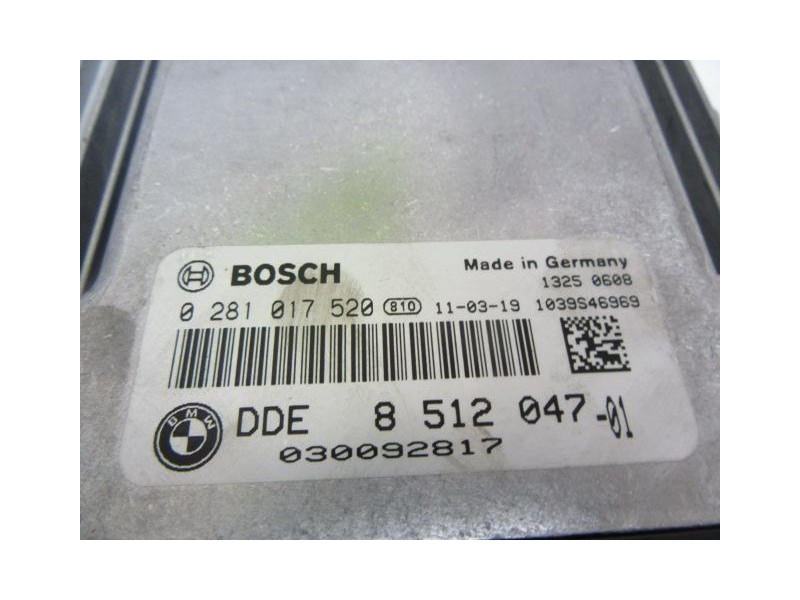 BOSCH
Made in Germany
1325 0608
0 281 017 520 810 11-03-19 1039S46969
BMW
DDE 8 512 047-01
030092817